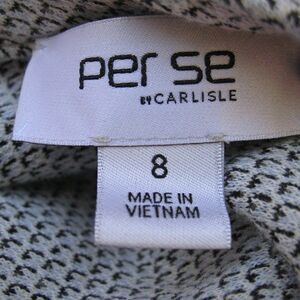 per se
BY CARLISLE
8
MADE IN
VIETNAM